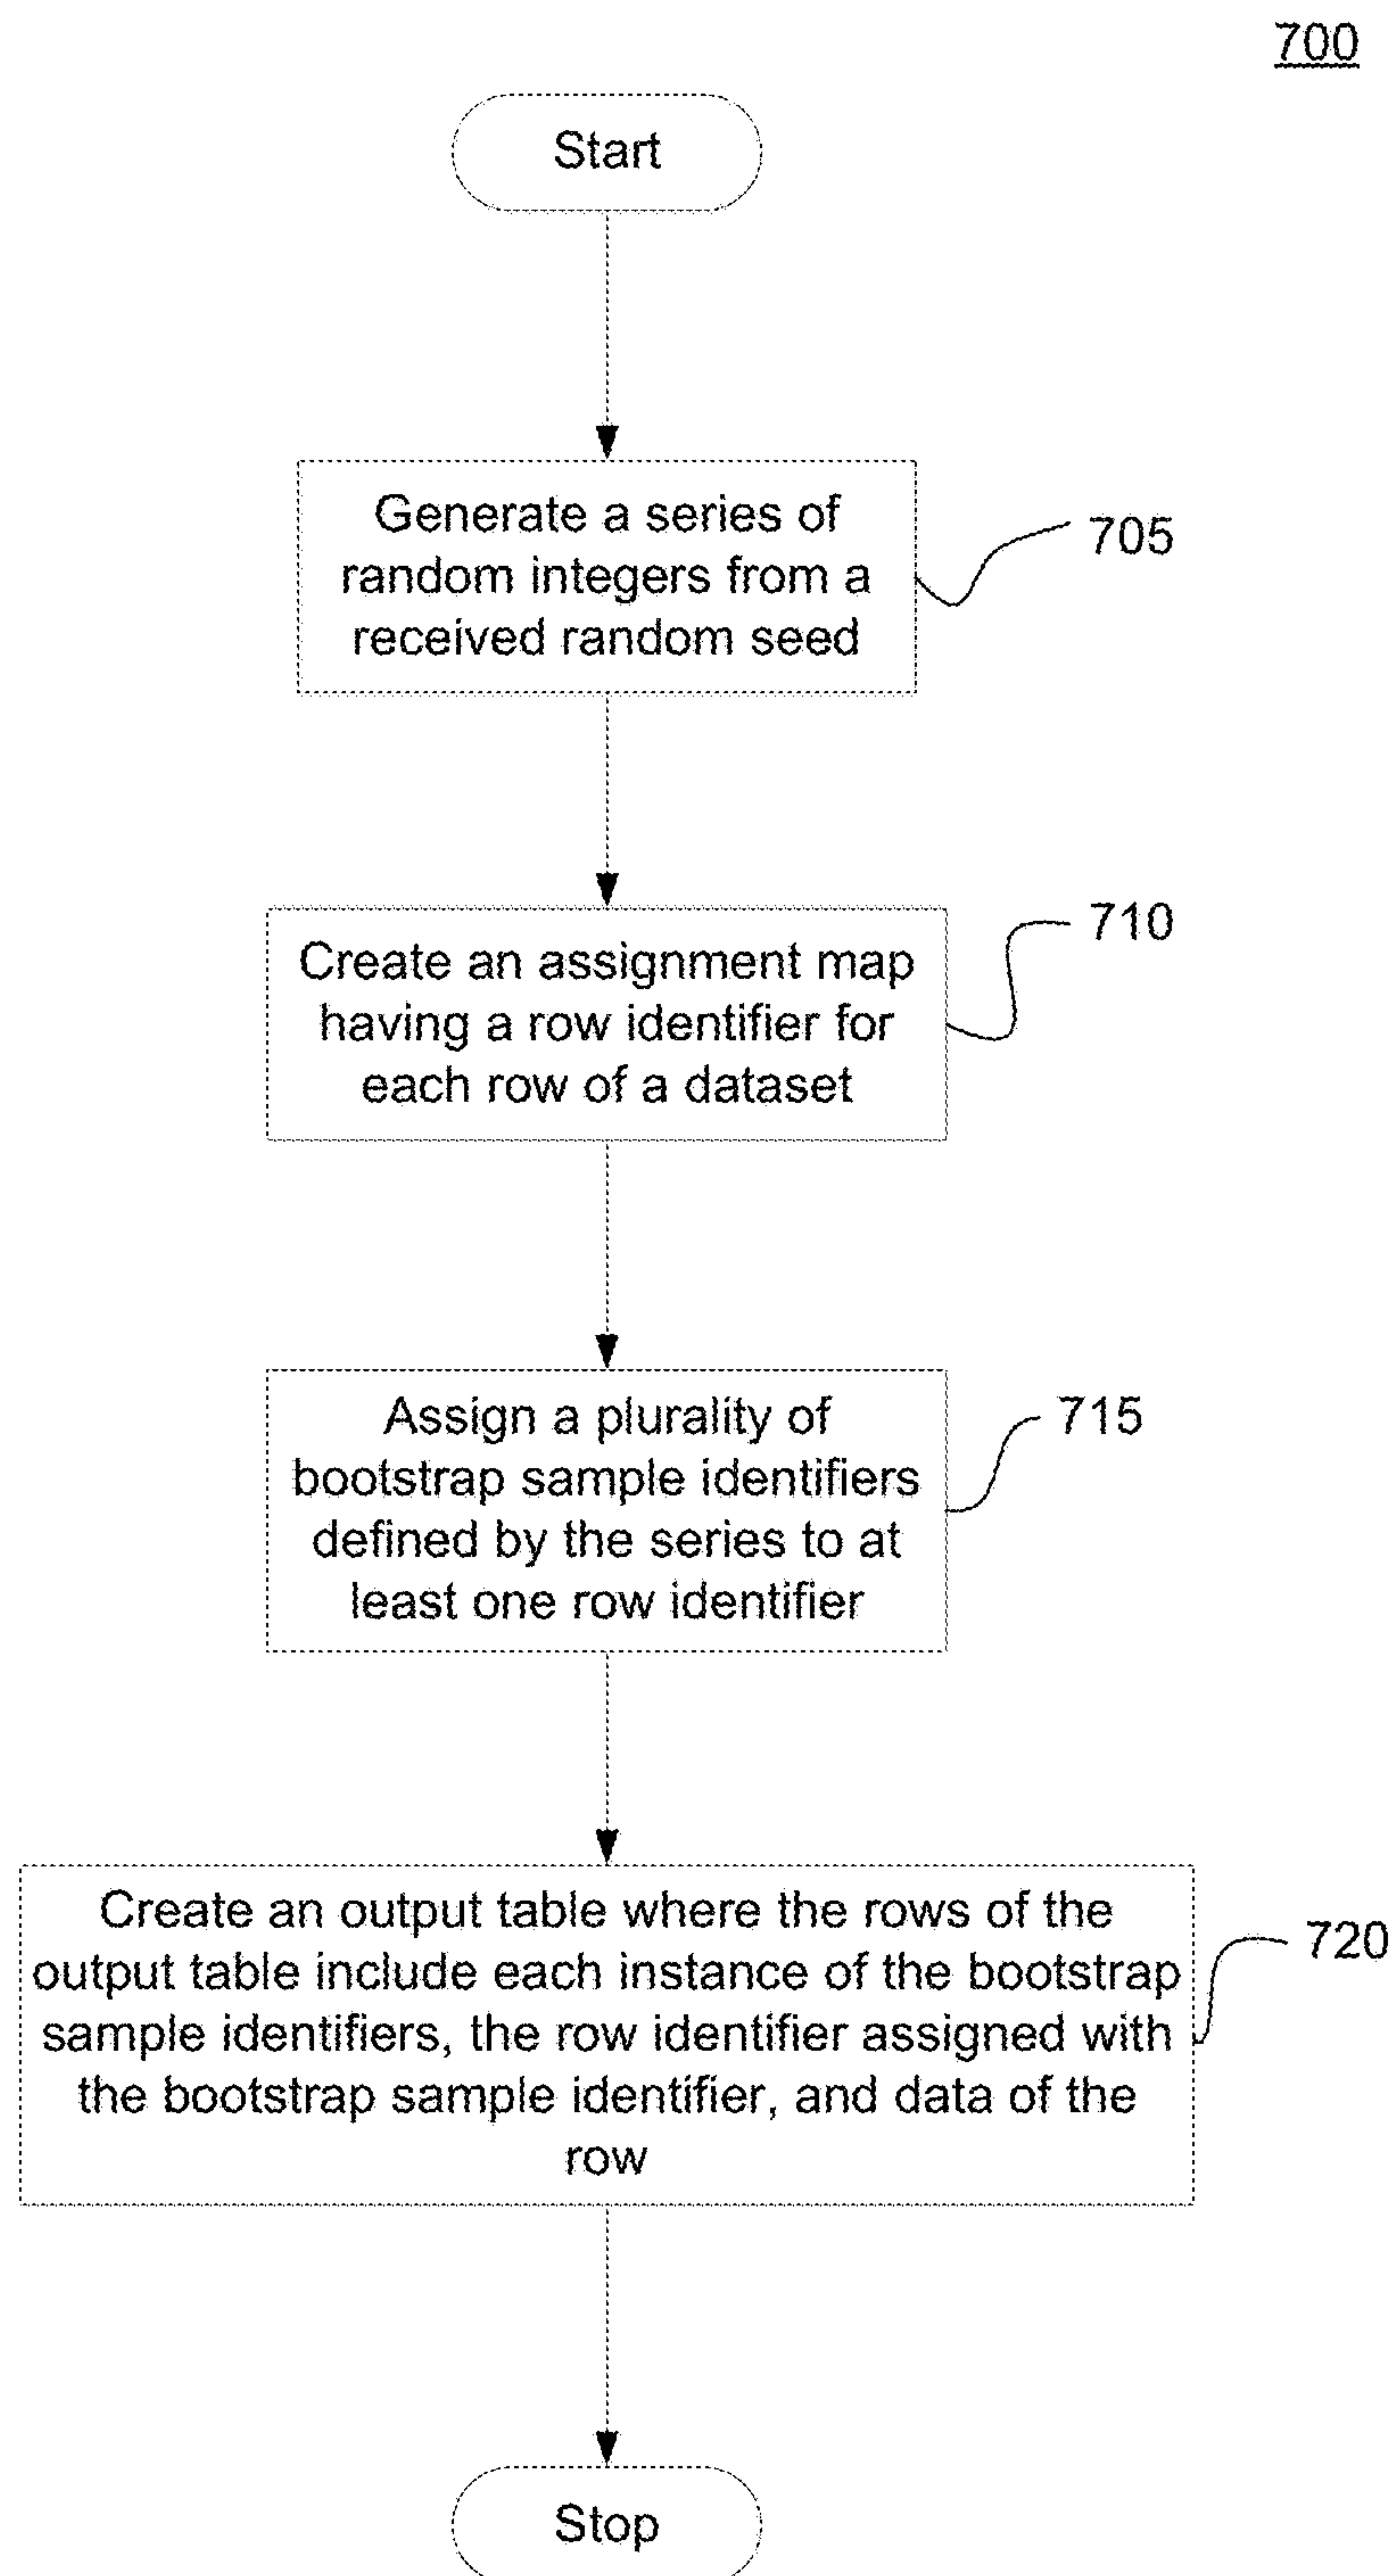 700
Start
Generate a series of
random integers from a
received random seed
705
Create an assignment map
having a row identifier for
each row of a dataset
710
Assign a plurality of
bootstrap sample identifiers
defined by the series to at
least one row identifier
715
Create an output table where the rows of the
output table include each instance of the bootstrap
sample identifiers, the row identifier assigned with
the bootstrap sample identifier, and data of the
row
720
Stop